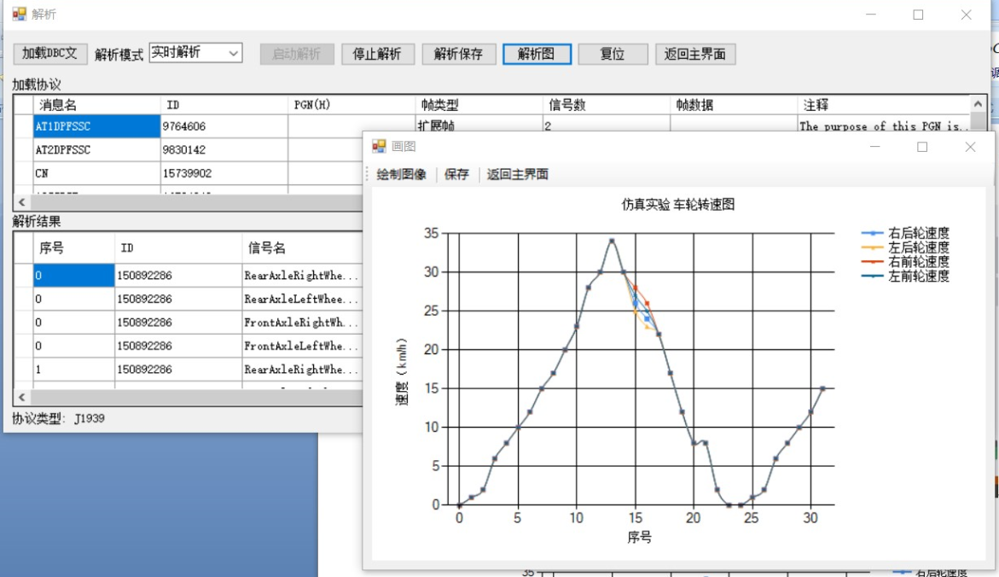 解析
加载DBC文 解析模式 实时解析 启动解析 停止解析 解析保存 解析图 复位 返回主界面
加载协议
消息名 ID PGN(H) 帧类型 信号数 帧数据 注释
AT1DPFSSC 9764606 扩展帧 2 The purpose of this PGN is..
AT2DPFSSC 9830142
CN 15739902
解析结果
序号 ID 信号名
0 150892286 RearAxleRightWhe...
0 150892286 RearAxleLeftWhee...
0 150892286 FrontAxleRightWh...
0 150892286 FrontAxleLeftWhe...
1 150892286 RearAxleRightWhe...
协议类型: J1939
画图
绘制图像 保存 返回主界面
仿真实验 车轮转速图
右后轮速度
左后轮速度
右前轮速度
左前轮速度
35
30
25
20
15
10
5
0
速度（km/h）
0 5 10 15 20 25 30
序号
35
右后轮速度